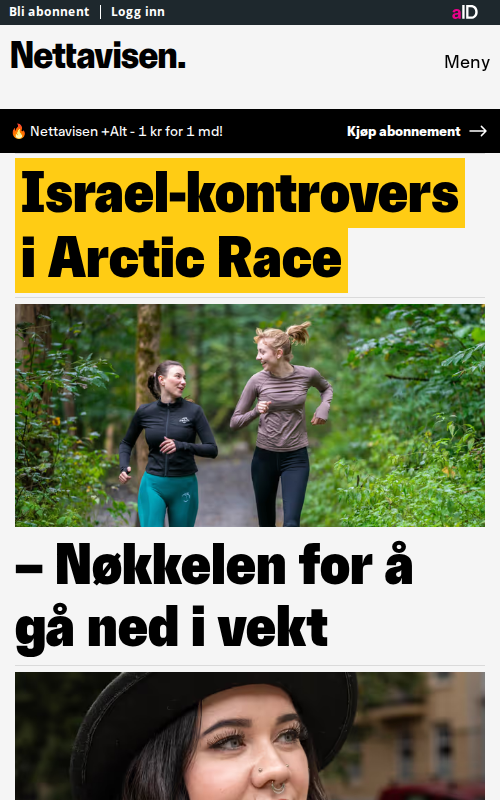 Bli abonnent | Logg inn
aID
Nettavisen.
Meny
🔥 Nettavisen +Alt - 1 kr for 1 md!
Kjøp abonnement →
Israel-kontrovers
i Arctic Race
– Nøkkelen for å
gå ned i vekt